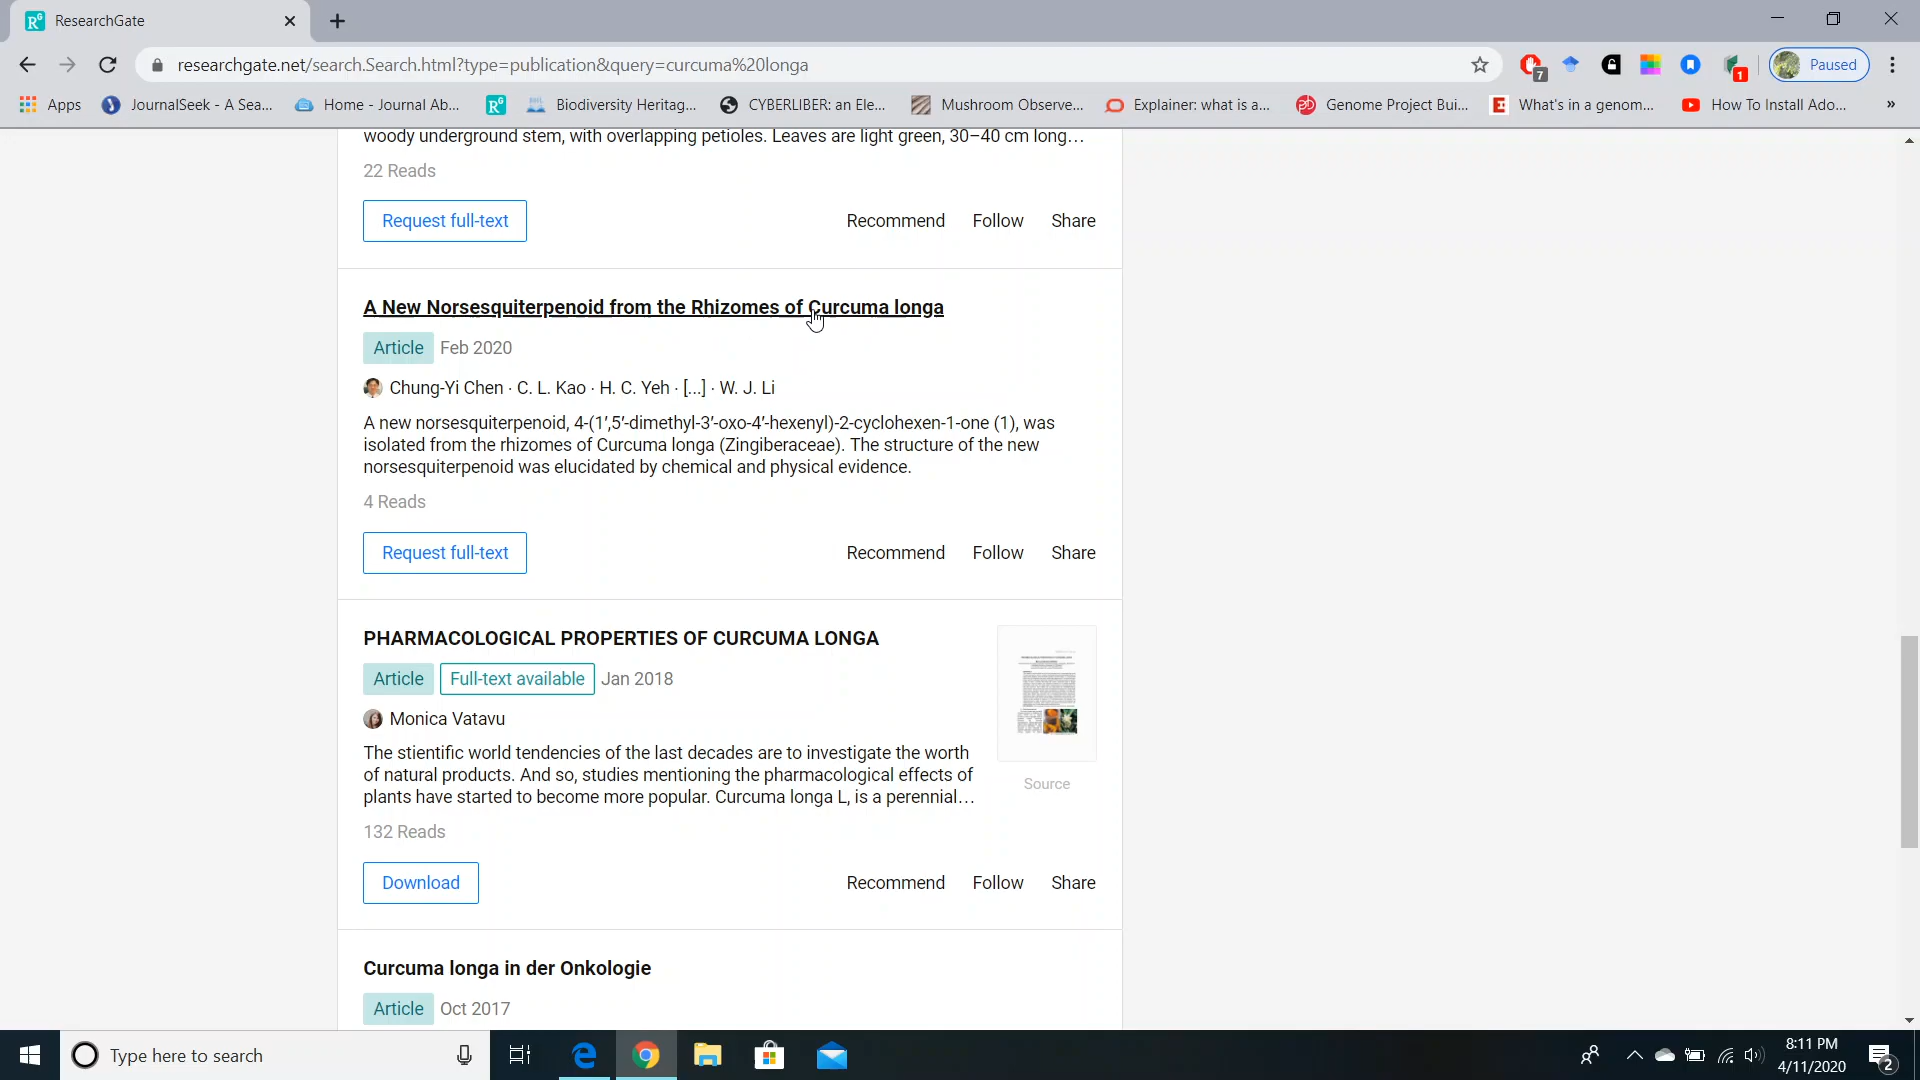 ResearchGate
researchgate.net/search.Search.html?type=publication&query=curcuma%20longa
7
1
Paused
Apps
JournalSeek - A Sea...
Home - Journal Ab...
Biodiversity Heritag...
CYBERLIBER: an Ele...
Mushroom Observe...
Explainer: what is a...
Genome Project Bui...
What's in a genom...
How To Install Ado...
»
woody underground stem, with overlapping petioles. Leaves are light green, 30–40 cm long...
22 Reads
Request full-text
Recommend Follow Share
A New Norsesquiterpenoid from the Rhizomes of Curcuma longa
Article Feb 2020
Chung-Yi Chen · C. L. Kao · H. C. Yeh · [...] · W. J. Li
A new norsesquiterpenoid, 4-(1′,5′-dimethyl-3′-oxo-4′-hexenyl)-2-cyclohexen-1-one (1), was
isolated from the rhizomes of Curcuma longa (Zingiberaceae). The structure of the new
norsesquiterpenoid was elucidated by chemical and physical evidence.
4 Reads
Request full-text
Recommend Follow Share
PHARMACOLOGICAL PROPERTIES OF CURCUMA LONGA
Article Full-text available Jan 2018
Monica Vatavu
The stientific world tendencies of the last decades are to investigate the worth
of natural products. And so, studies mentioning the pharmacological effects of
plants have started to become more popular. Curcuma longa L, is a perennial...
Source
132 Reads
Download
Recommend Follow Share
Curcuma longa in der Onkologie
Article Oct 2017
Type here to search
8:11 PM
4/11/2020
2